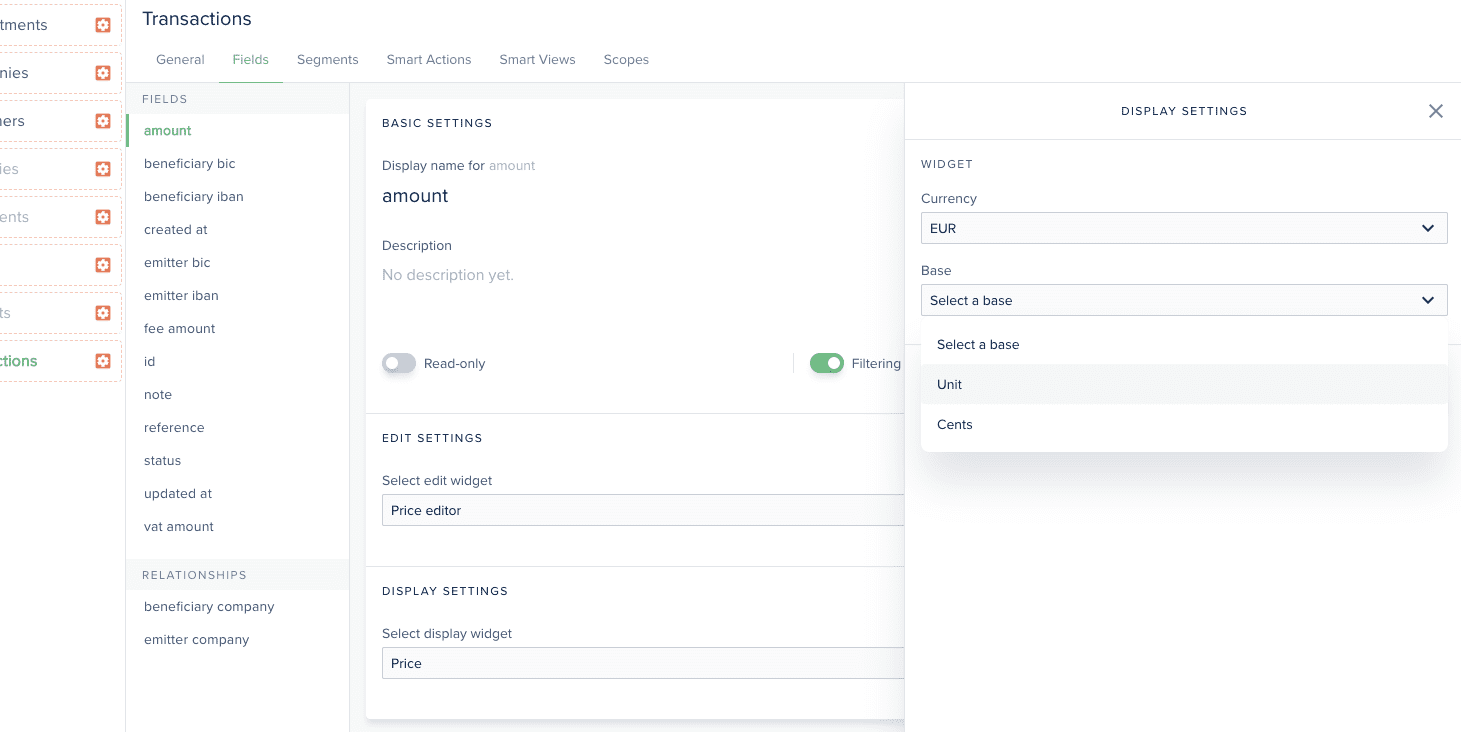 tments
nies
ners
ies
ents
ts
ctions
Transactions
General
Fields
Segments
Smart Actions
Smart Views
Scopes
FIELDS
amount
beneficiary bic
beneficiary iban
created at
emitter bic
emitter iban
fee amount
id
note
reference
status
updated at
vat amount
RELATIONSHIPS
beneficiary company
emitter company
BASIC SETTINGS
Display name for amount
amount
Description
No description yet.
Read-only
Filtering
EDIT SETTINGS
Select edit widget
Price editor
DISPLAY SETTINGS
Select display widget
Price
DISPLAY SETTINGS
WIDGET
Currency
EUR
Base
Select a base
Select a base
Unit
Cents